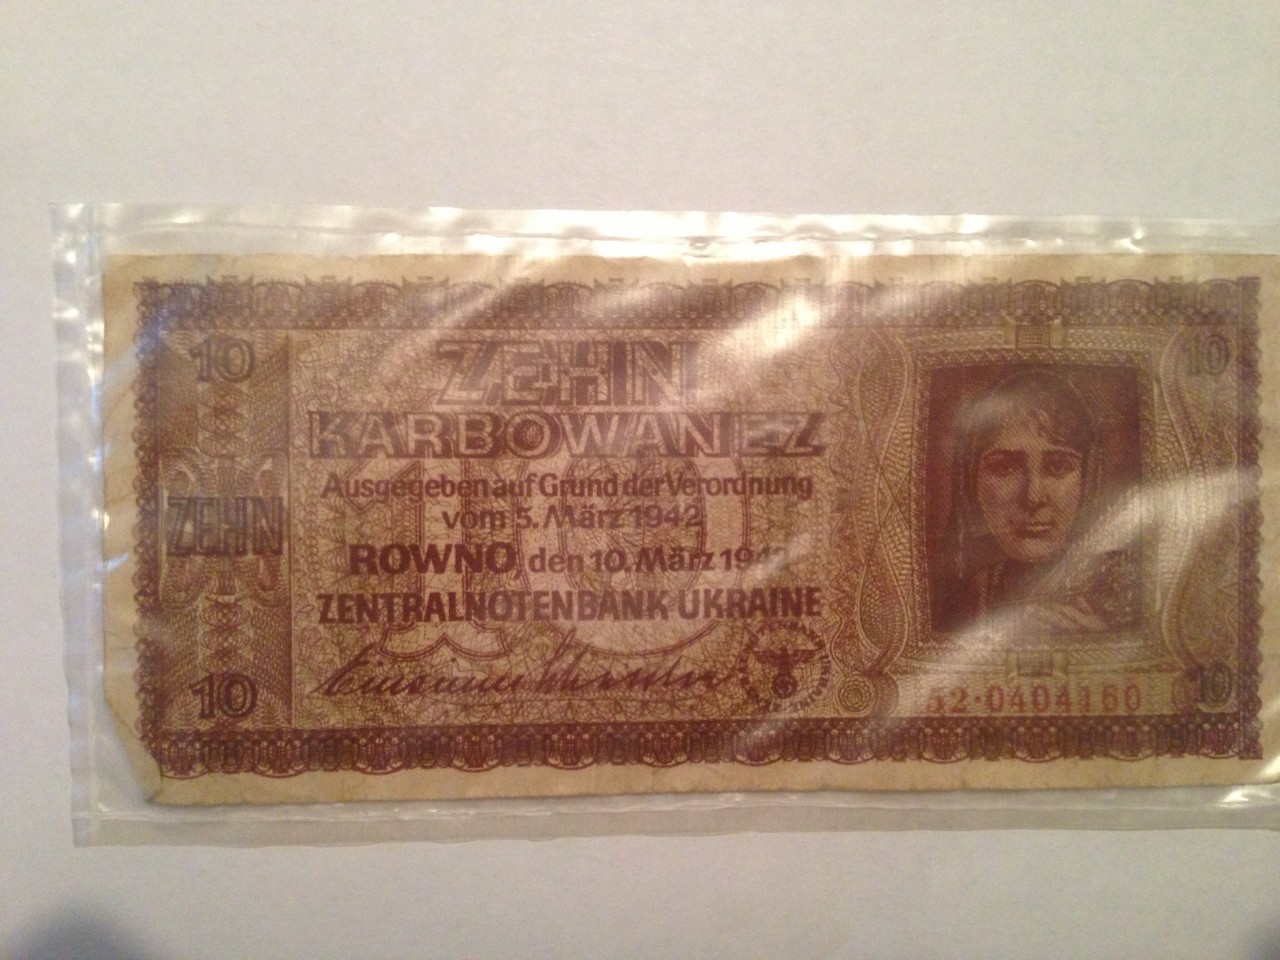 10
ZEHN
10
KARBOWANEZ
Ausgegeben auf Grund der Verordnung
vom 5. März 1942
ZEHN
10
ROWNO, den 10. März
ZENTRALNOTENBANK UKRAINE
10
52·0404160
10